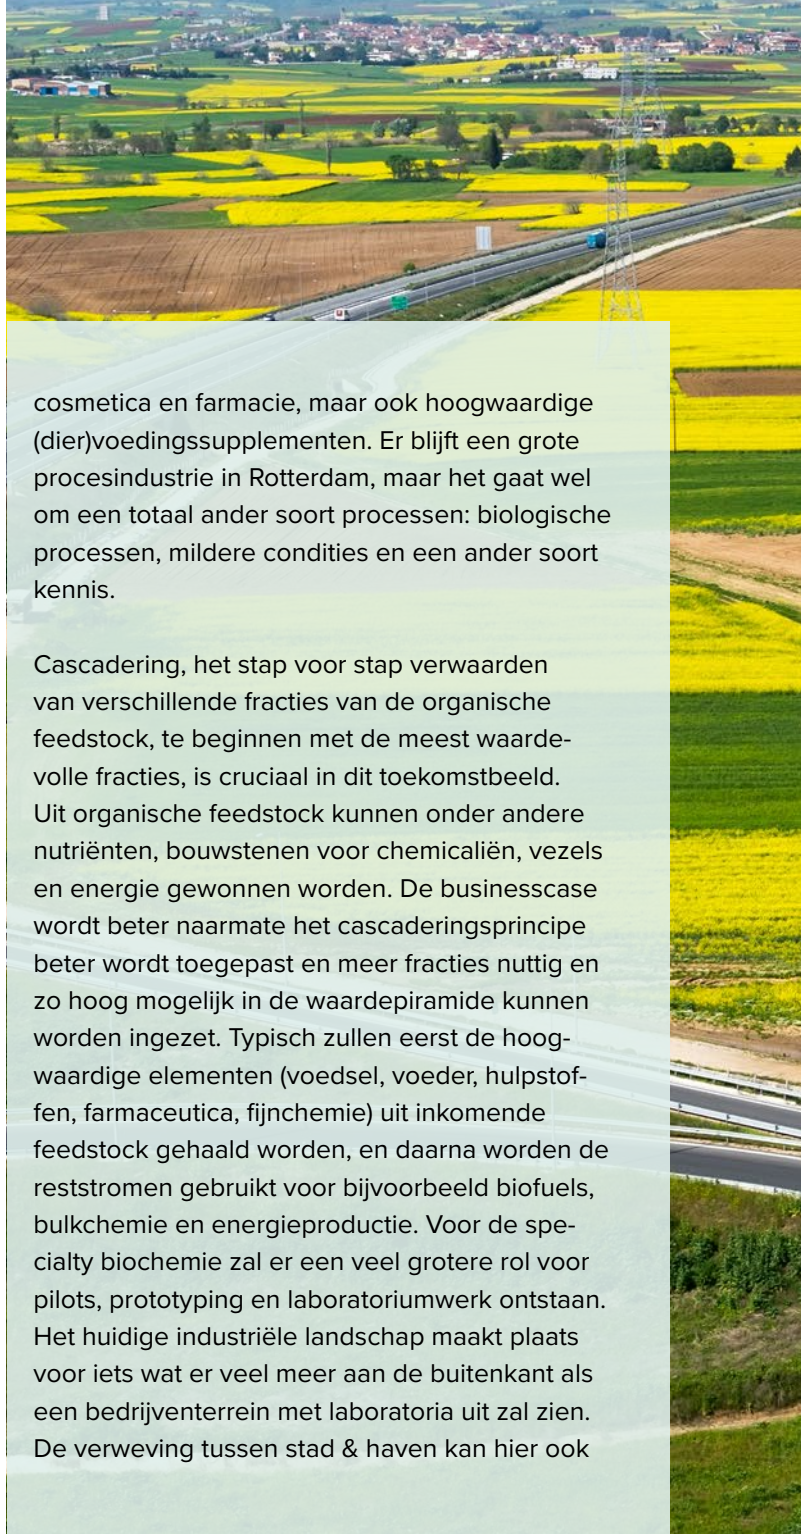 cosmetica en farmacie, maar ook hoogwaardige
(dier)voedingssupplementen. Er blijft een grote
procesindustrie in Rotterdam, maar het gaat wel
om een totaal ander soort processen: biologische
processen, mildere condities en een ander soort
kennis.

Cascadering, het stap voor stap verwaarden
van verschillende fracties van de organische
feedstock, te beginnen met de meest waarde-
volle fracties, is cruciaal in dit toekomstbeeld.
Uit organische feedstock kunnen onder andere
nutriënten, bouwstenen voor chemicaliën, vezels
en energie gewonnen worden. De businesscase
wordt beter naarmate het cascaderingsprincipe
beter wordt toegepast en meer fracties nuttig en
zo hoog mogelijk in de waardepiramide kunnen
worden ingezet. Typisch zullen eerst de hoog-
waardige elementen (voedsel, voeder, hulpstof-
fen, farmaceutica, fijnchemie) uit inkomende
feedstock gehaald worden, en daarna worden de
reststromen gebruikt voor bijvoorbeeld biofuels,
bulkchemie en energieproductie. Voor de spe-
cialty biochemie zal er een veel grotere rol voor
pilots, prototyping en laboratoriumwerk ontstaan.
Het huidige industriële landschap maakt plaats
voor iets wat er veel meer aan de buitenkant als
een bedrijventerrein met laboratoria uit zal zien.
De verweving tussen stad & haven kan hier ook